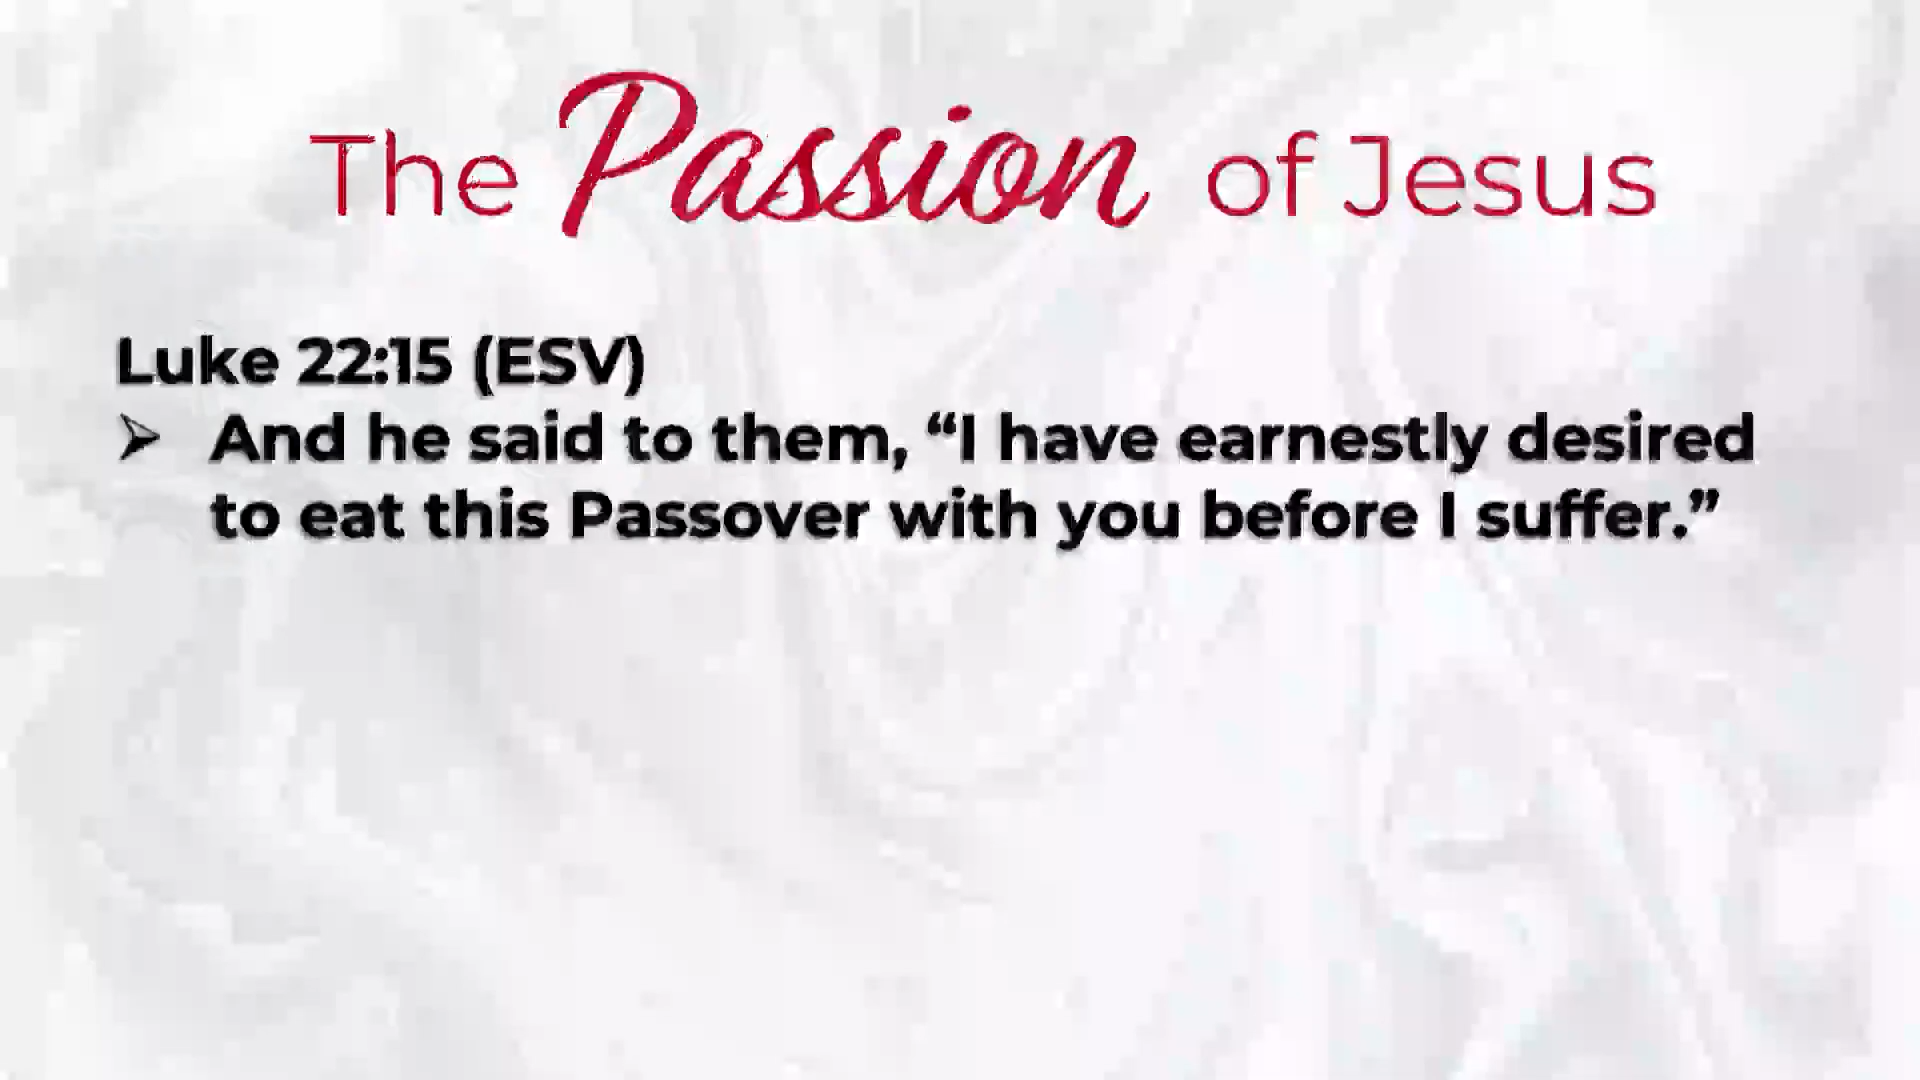 The Passion of Jesus
Luke 22:15 (ESV)
➢ And he said to them, “I have earnestly desired
to eat this Passover with you before I suffer.”